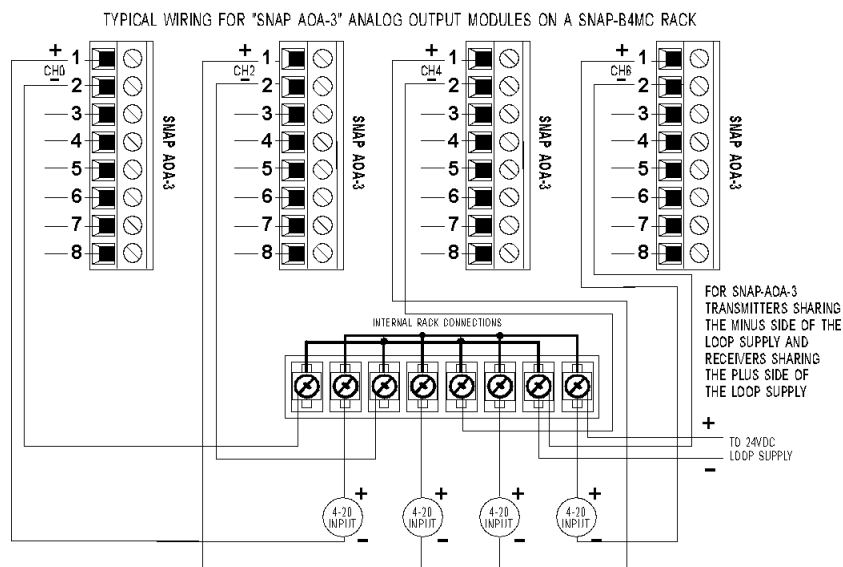 TYPICAL WIRING FOR "SNAP AOA-3" ANALOG OUTPUT MODULES ON A SNAP-B4MC RACK
+ 1
CH0
− 2
3
4
5
6
7
8
SNAP AOA-3
+ 1
CH2
− 2
3
4
5
6
7
8
SNAP AOA-3
+ 1
CH4
− 2
3
4
5
6
7
8
SNAP AOA-3
+ 1
CH6
− 2
3
4
5
6
7
8
SNAP AOA-3
FOR SNAP-AOA-3
TRANSMITTERS SHARING
THE MINUS SIDE OF THE
LOOP SUPPLY AND
RECEIVERS SHARING
THE PLUS SIDE OF
THE LOOP SUPPLY
INTERNAL RACK CONNECTIONS
+
TO 24VDC
LOOP SUPPLY
−
+
4-20
INPUT
−
+
4-20
INPUT
−
+
4-20
INPUT
−
+
4-20
INPUT
−